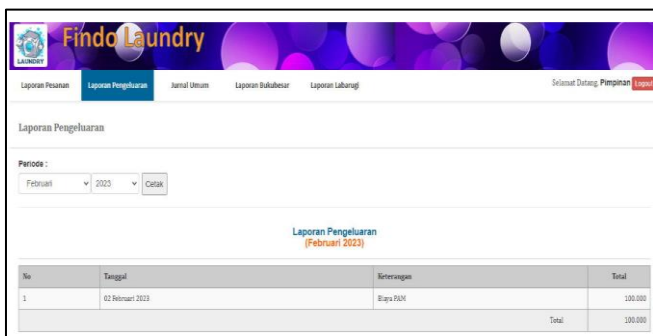 Findo Laundry
LAUNDRY
Laporan Pesanan Laporan Pengeluaran Jurnal Umum Laporan Bukubesar Laporan Labarugi Selamat Datang, Pimpinan Logout
Laporan Pengeluaran
Periode :
Februari 2023 Cetak
Laporan Pengeluaran
(Februari 2023)
No Tanggal Keterangan Total
1 02 Februari 2023 Biaya PAM 100.000
Total 100.000